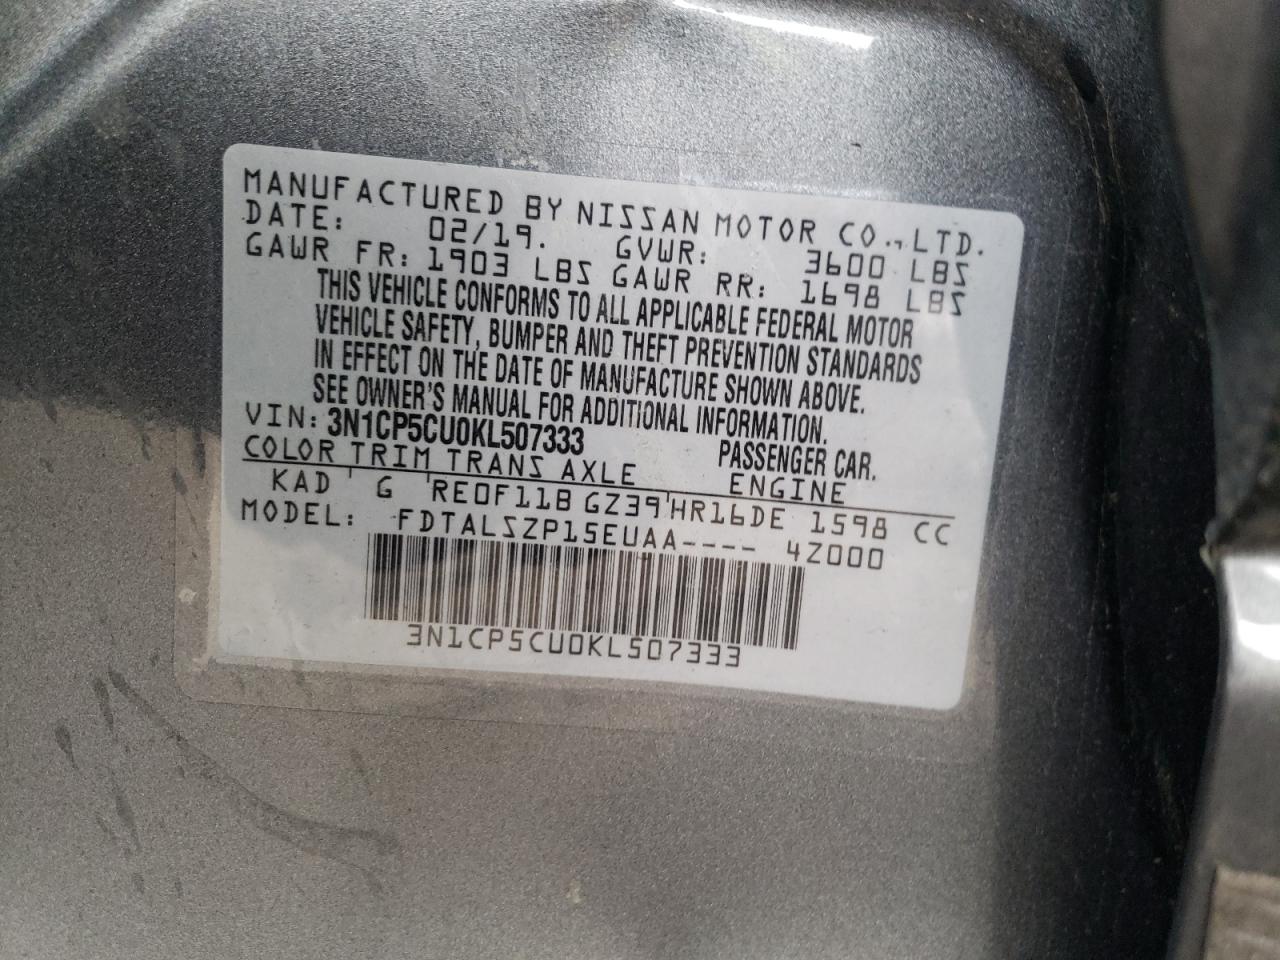 MANUFACTURED BY NISSAN MOTOR CO., LTD.
DATE: 02/19. GVWR: 3600 LBS
GAWR FR: 1903 LBS GAWR RR: 1698 LBS
THIS VEHICLE CONFORMS TO ALL APPLICABLE FEDERAL MOTOR
VEHICLE SAFETY, BUMPER AND THEFT PREVENTION STANDARDS
IN EFFECT ON THE DATE OF MANUFACTURE SHOWN ABOVE.
SEE OWNER'S MANUAL FOR ADDITIONAL INFORMATION.
VIN: 3N1CP5CU0KL507333 PASSENGER CAR.
COLOR TRIM TRANS AXLE ENGINE
KAD G RE0F11B GZ39 HR16DE 1598 CC
MODEL: FDTALSZP15EUAA---- 4Z000
3N1CP5CU0KL507333